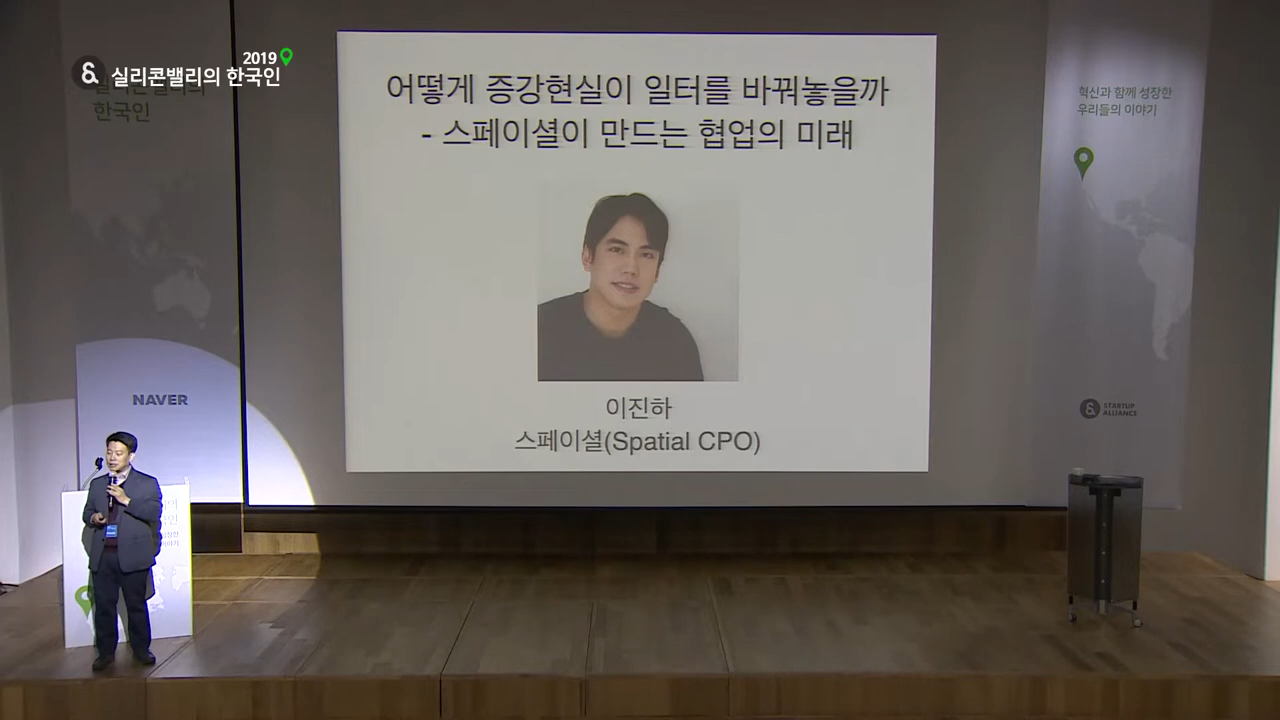 2019
실리콘밸리의 한국인
한국인
어떻게 증강현실이 일터를 바꿔놓을까
- 스페이셜이 만드는 협업의 미래
이진하
스페이셜(Spatial CPO)
NAVER
혁신과 함께 성장한
우리들의 이야기
STARTUP
ALLIANCE